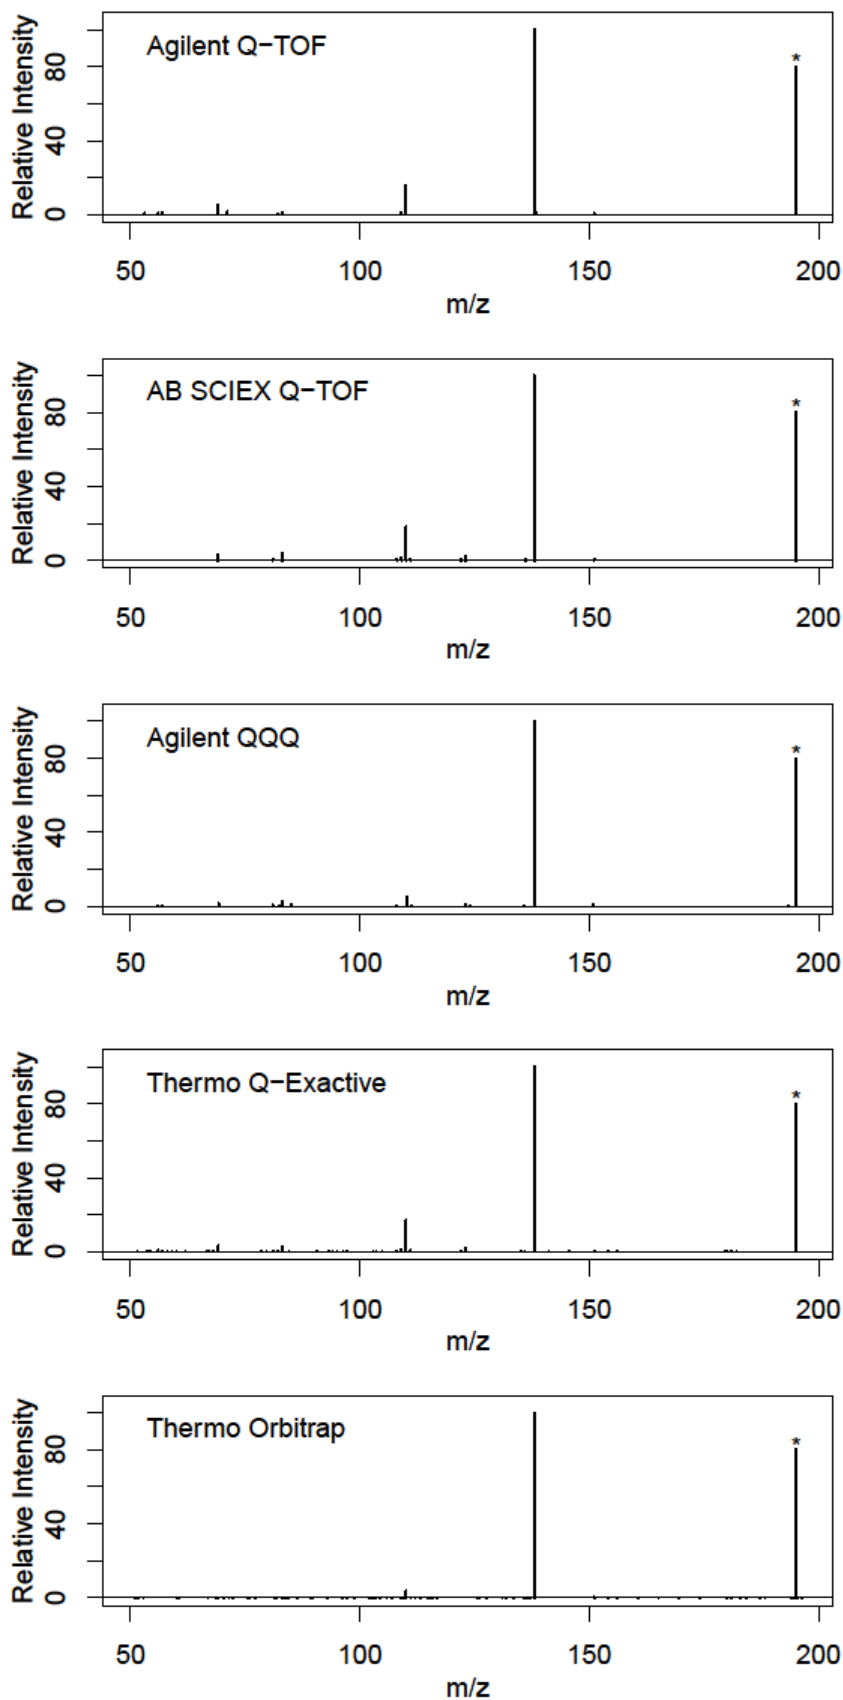 Relative Intensity
Agilent Q−TOF
*
80
40
0
50 100 150 200
m/z
Relative Intensity
AB SCIEX Q−TOF
*
80
40
0
50 100 150 200
m/z
Relative Intensity
Agilent QQQ
*
80
40
0
50 100 150 200
m/z
Relative Intensity
Thermo Q−Exactive
*
80
40
0
50 100 150 200
m/z
Relative Intensity
Thermo Orbitrap
*
80
40
0
50 100 150 200
m/z